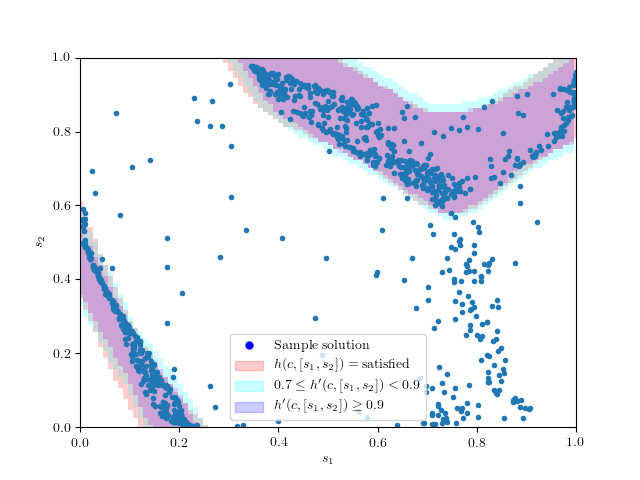 1.0
0.8
0.6
0.4
0.2
0.0
s₂
Sample solution
h(c, [s₁, s₂]) = satisfied
0.7 ≤ h′(c, [s₁, s₂]) < 0.9
h′(c, [s₁, s₂]) ≥ 0.9
0.0 0.2 0.4 0.6 0.8 1.0
s₁